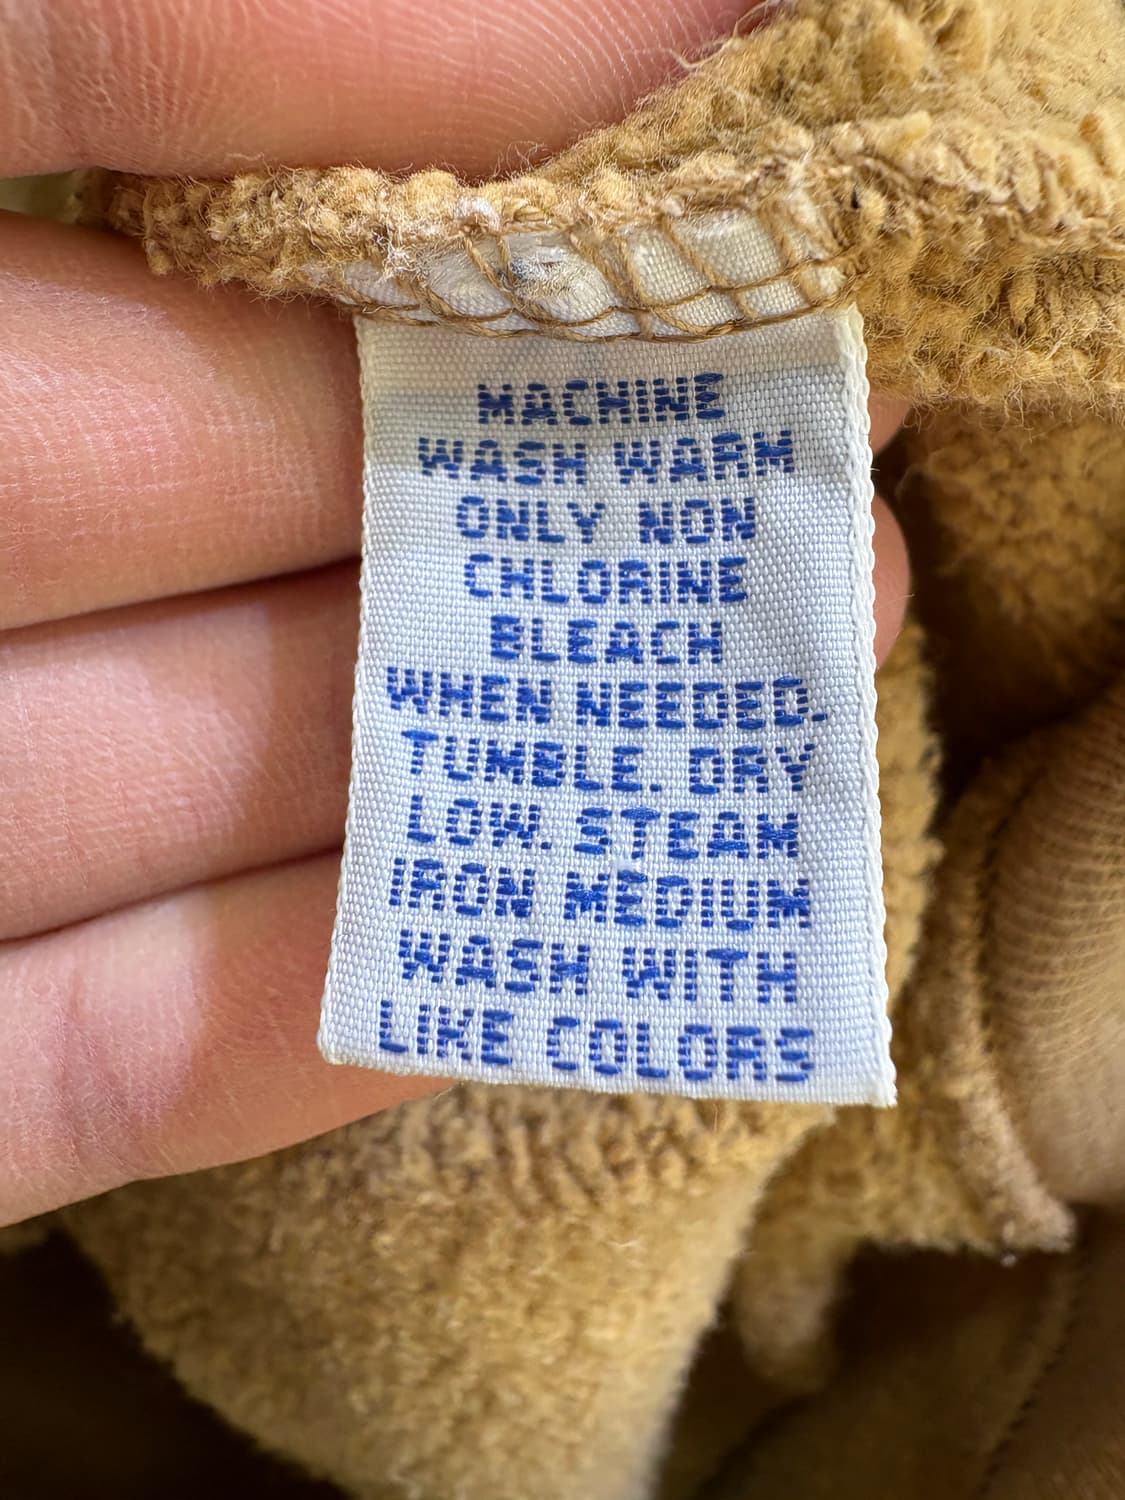 MACHINE
WASH WARM
ONLY NON
CHLORINE
BLEACH
WHEN NEEDED.
TUMBLE. DRY
LOW. STEAM
IRON MEDIUM
WASH WITH
LIKE COLORS